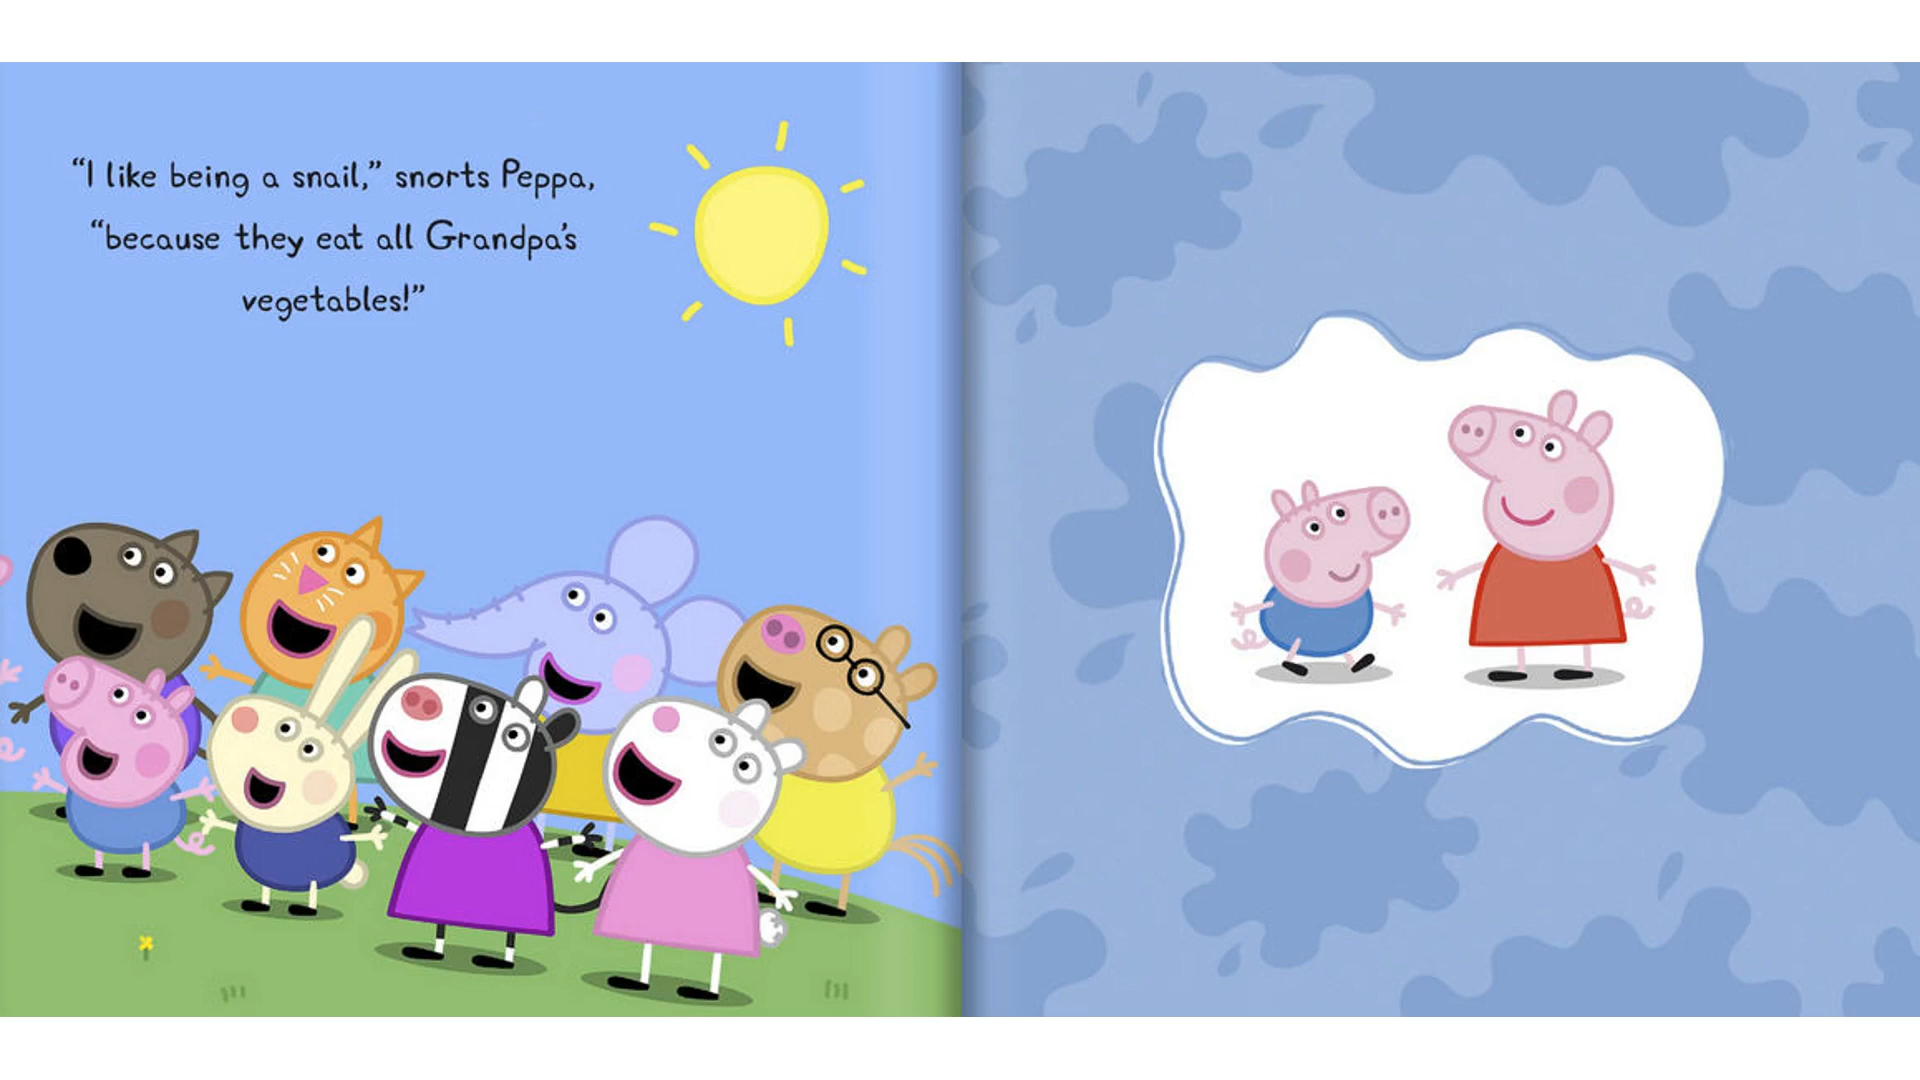 “I like being a snail,” snorts Peppa,
“because they eat all Grandpa’s
vegetables!”